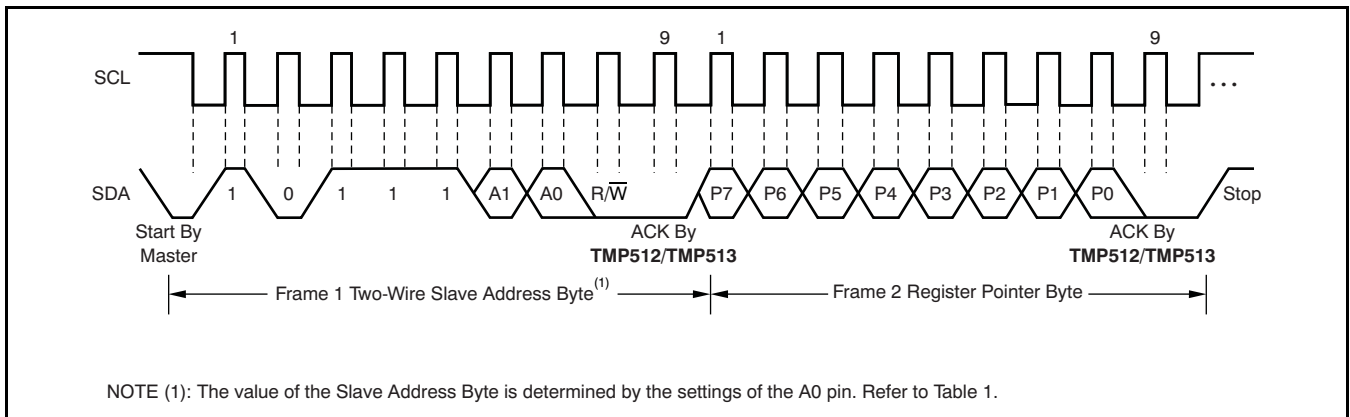 1 9 1 9
SCL ...
SDA 1 0 1 1 1 A1 A0 R/W̅ P7 P6 P5 P4 P3 P2 P1 P0 Stop
Start By ACK By ACK By
Master TMP512/TMP513 TMP512/TMP513
Frame 1 Two-Wire Slave Address Byte(1) Frame 2 Register Pointer Byte
NOTE (1): The value of the Slave Address Byte is determined by the settings of the A0 pin. Refer to Table 1.